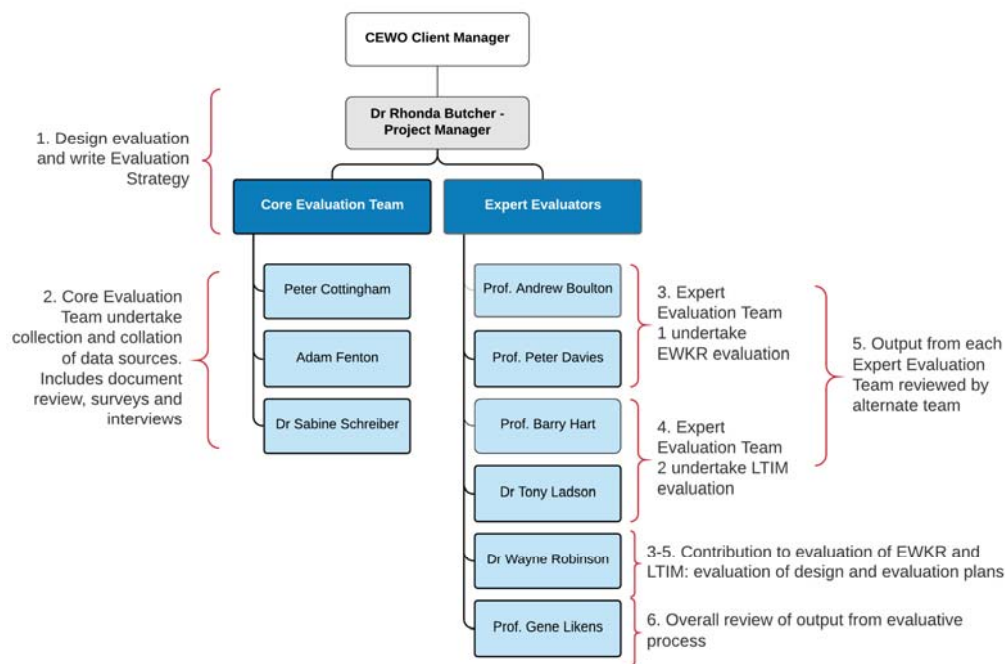 CEWO Client Manager
Dr Rhonda Butcher -
Project Manager
1. Design evaluation
and write Evaluation
Strategy
Core Evaluation Team
Expert Evaluators
2. Core Evaluation
Team undertake
collection and collation
of data sources.
Includes document
review, surveys and
interviews
Peter Cottingham
Adam Fenton
Dr Sabine Schreiber
Prof. Andrew Boulton
Prof. Peter Davies
Prof. Barry Hart
Dr Tony Ladson
Dr Wayne Robinson
Prof. Gene Likens
3. Expert
Evaluation Team
1 undertake
EWKR evaluation
4. Expert
Evaluation Team
2 undertake LTIM
evaluation
5. Output from each
Expert Evaluation
Team reviewed by
alternate team
3-5. Contribution to evaluation of EWKR and
LTIM: evaluation of design and evaluation plans
6. Overall review of output from evaluative
process